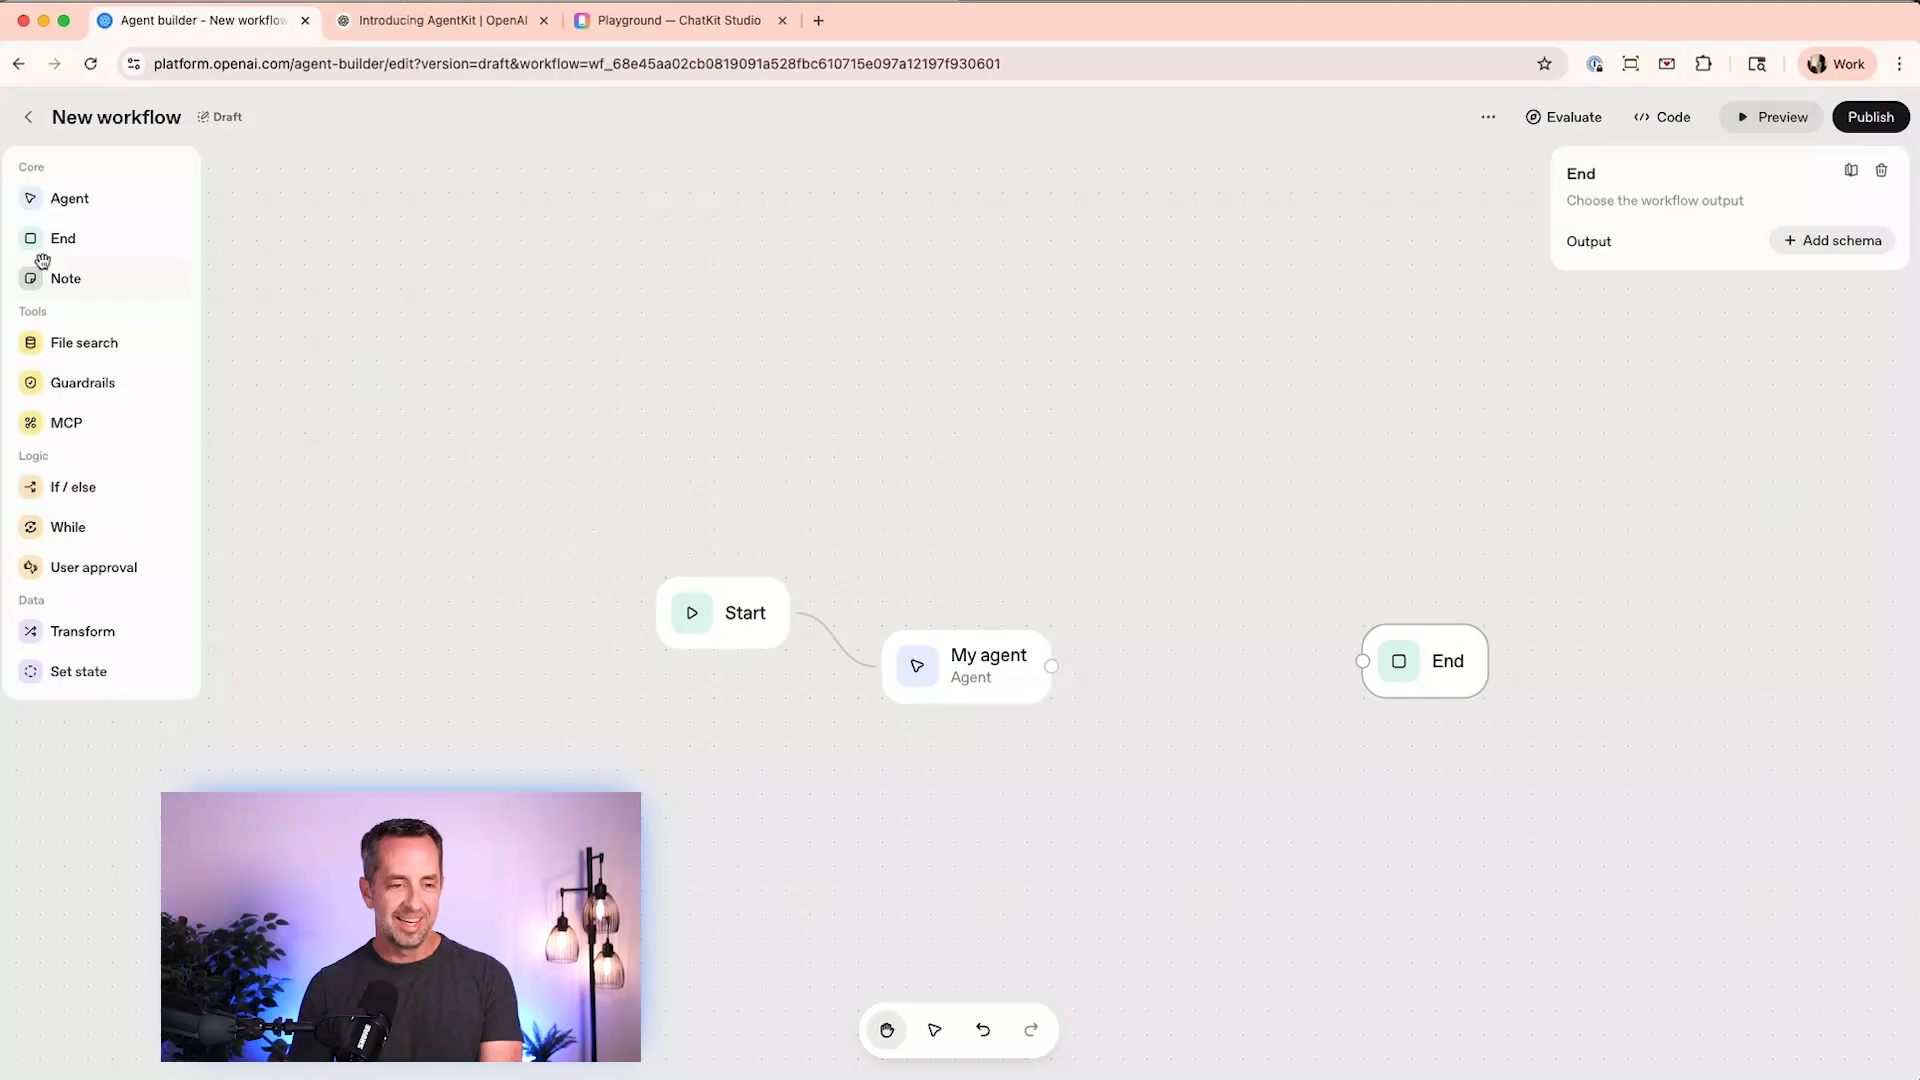 Agent builder - New workflow
Introducing AgentKit | OpenAI
Playground — ChatKit Studio
platform.openai.com/agent-builder/edit?version=draft&workflow=wf_68e45aa02cb0819091a528fbc610715e097a12197f930601
Work
New workflow
Draft
Evaluate
Code
Preview
Publish
Core
Agent
End
Note
Tools
File search
Guardrails
MCP
Logic
If / else
While
User approval
Data
Transform
Set state
End
Choose the workflow output
Output
+ Add schema
Start
My agent
Agent
End
SHURE